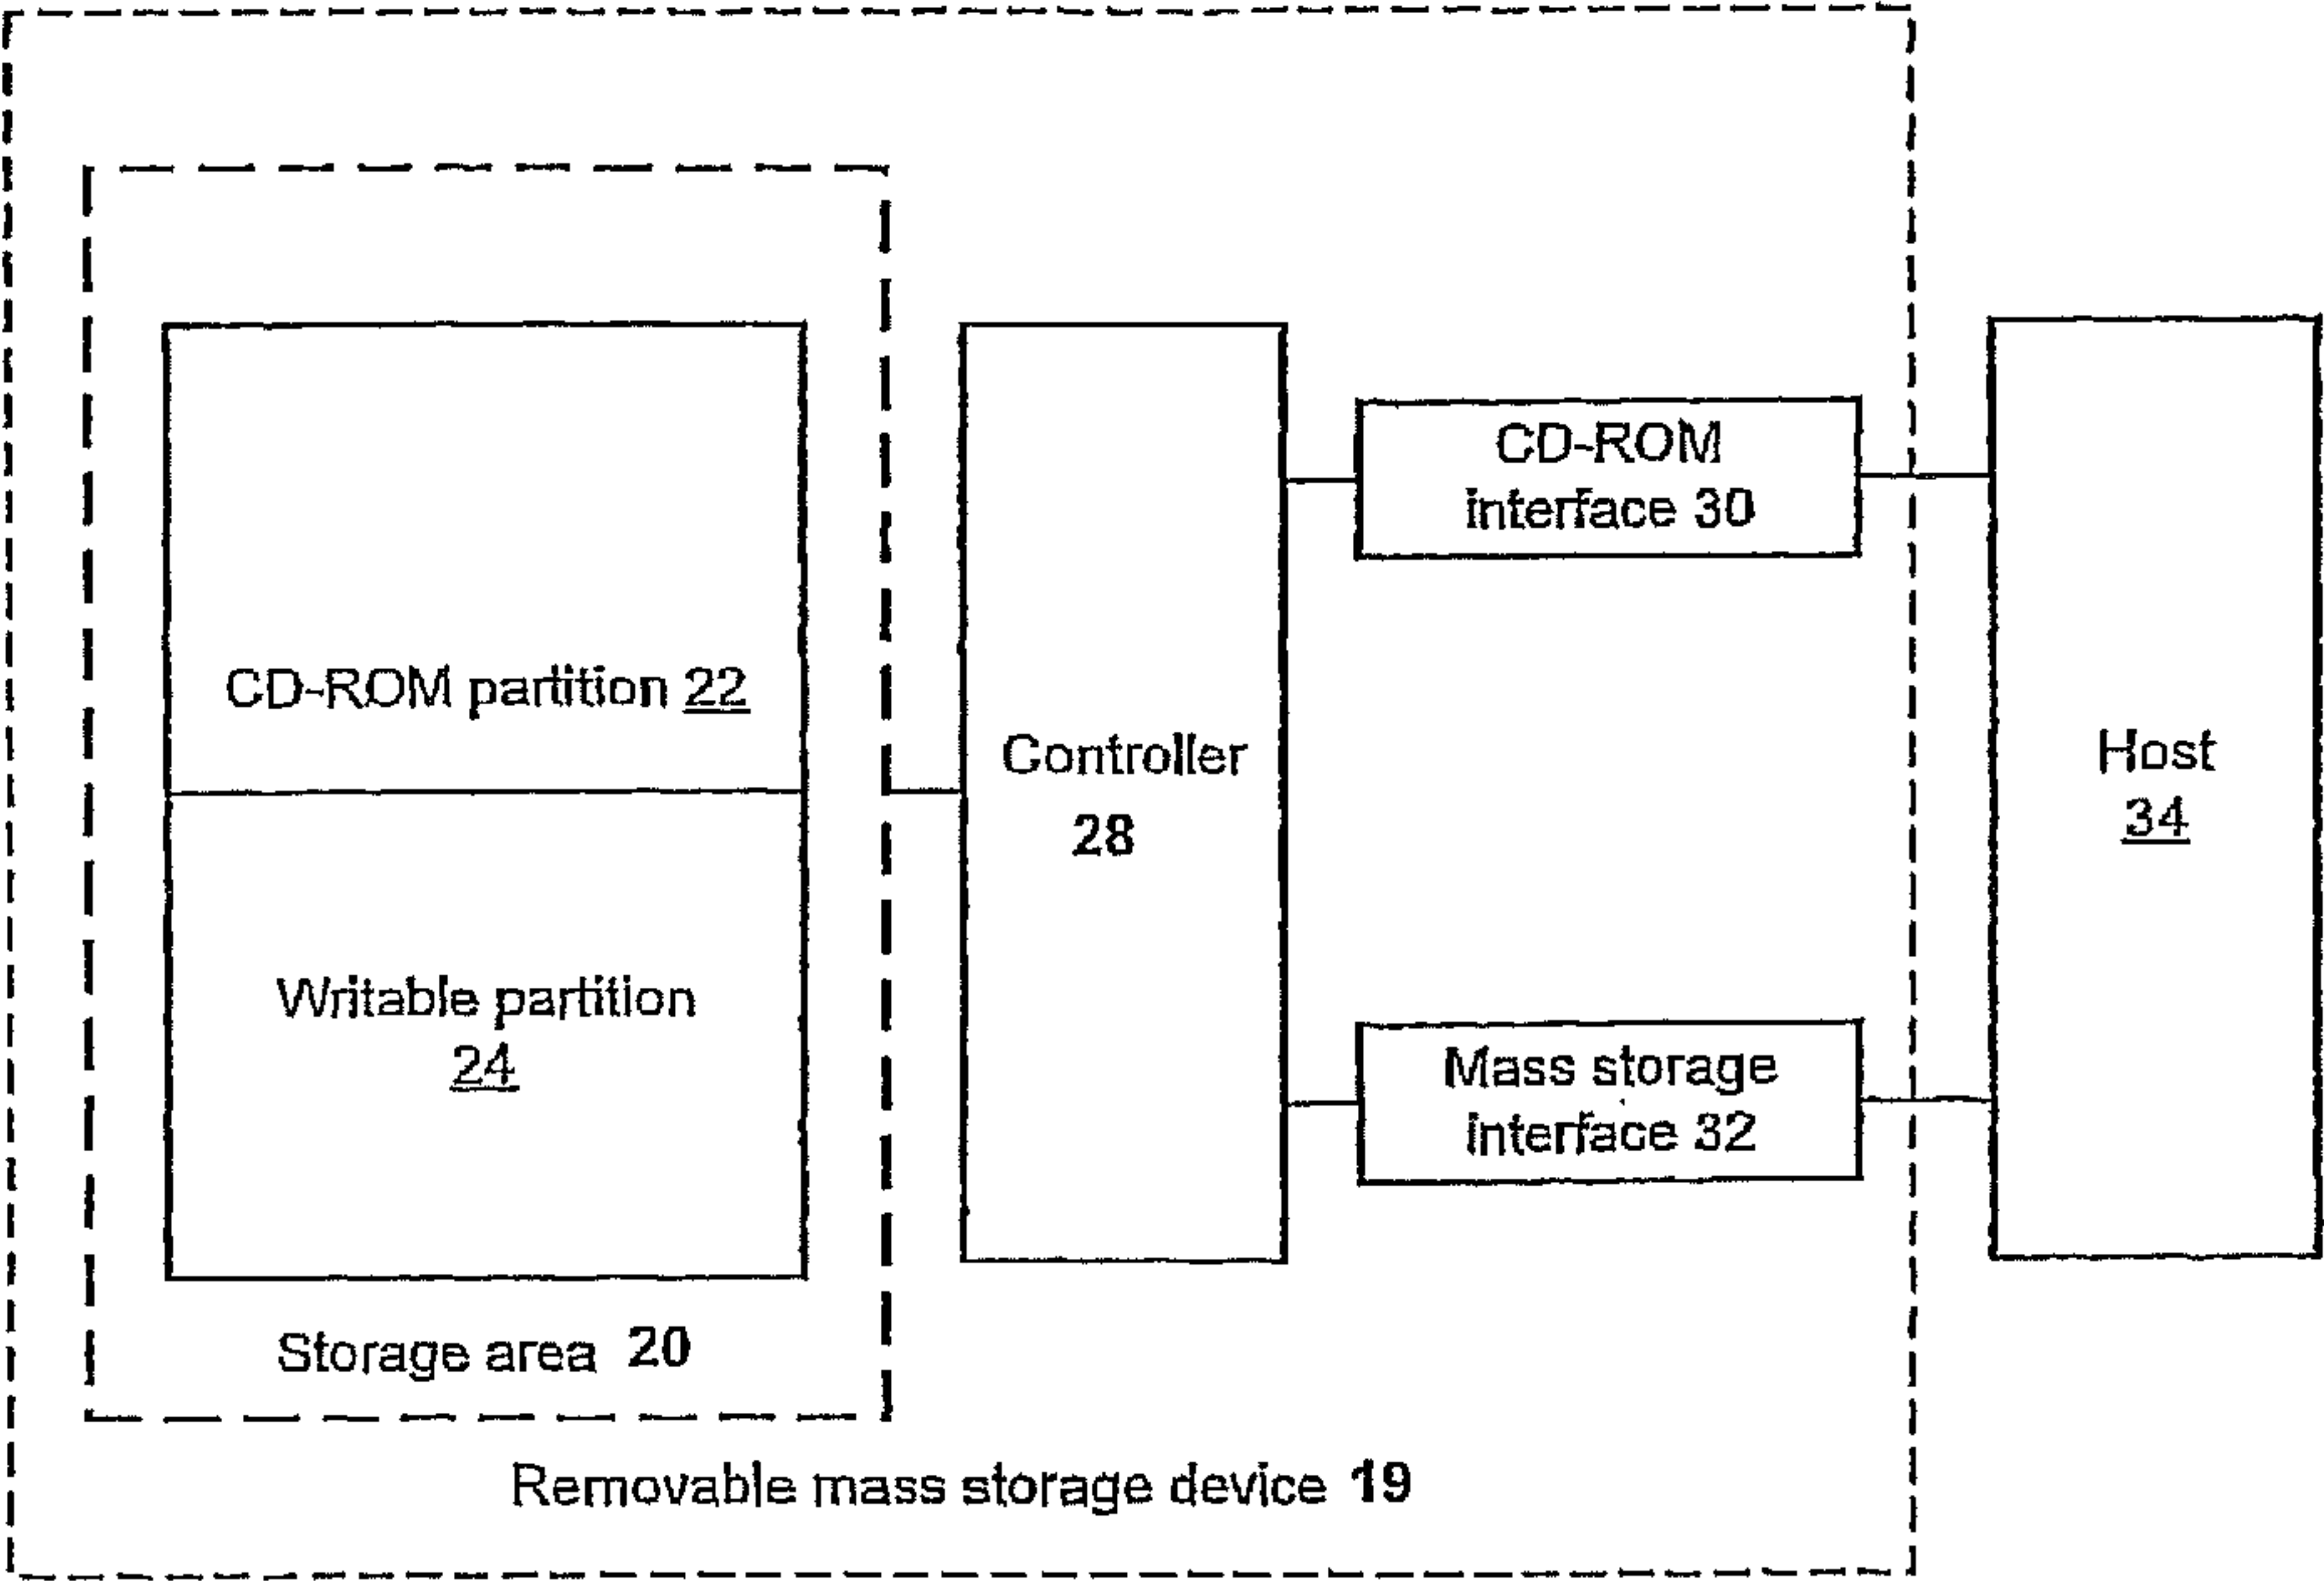 CD-ROM partition 22
Writable partition
24
Storage area 20
Controller
28
CD-ROM
interface 30
Mass storage
interface 32
Host
34
Removable mass storage device 19